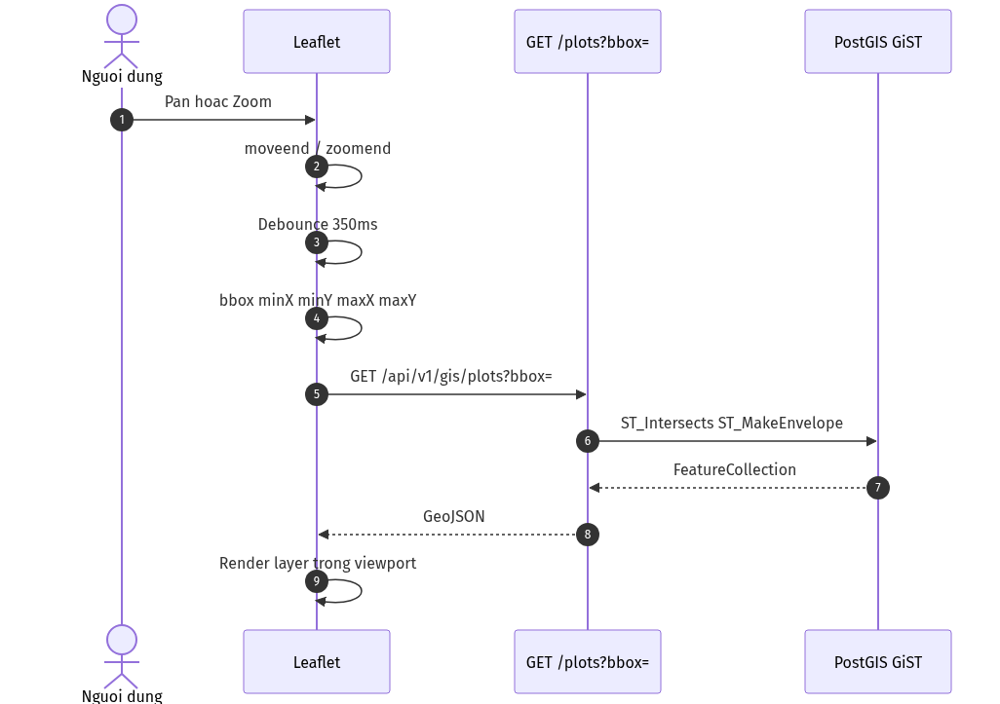 Nguoi dung
Leaflet
GET /plots?bbox=
PostGIS GiST
Pan hoac Zoom
1
moveend / zoomend
2
Debounce 350ms
3
bbox minX minY maxX maxY
4
GET /api/v1/gis/plots?bbox=
5
ST_Intersects ST_MakeEnvelope
6
FeatureCollection
7
GeoJSON
8
Render layer trong viewport
9
Nguoi dung
Leaflet
GET /plots?bbox=
PostGIS GiST